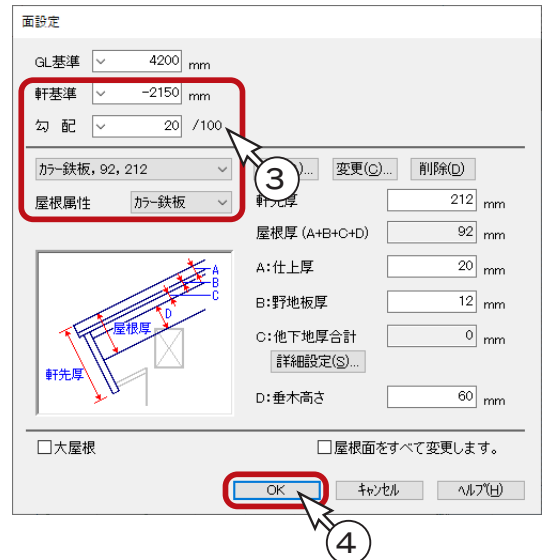 面設定
GL基準 4200 mm
軒基準 -2150 mm
勾 配 20 /100
③
ｶﾗｰ鉄板, 92, 212 変更(C)... 削除(D)
屋根属性 ｶﾗｰ鉄板
軒先厚 212 mm
屋根厚 (A+B+C+D) 92 mm
A:仕上厚 20 mm
B:野地板厚 12 mm
C:他下地厚合計 0 mm
詳細設定(S)...
D:垂木高さ 60 mm
A
B
C
D
屋根厚
軒先厚
大屋根 屋根面をすべて変更します。
OK ｷｬﾝｾﾙ ﾍﾙﾌﾟ(H)
④